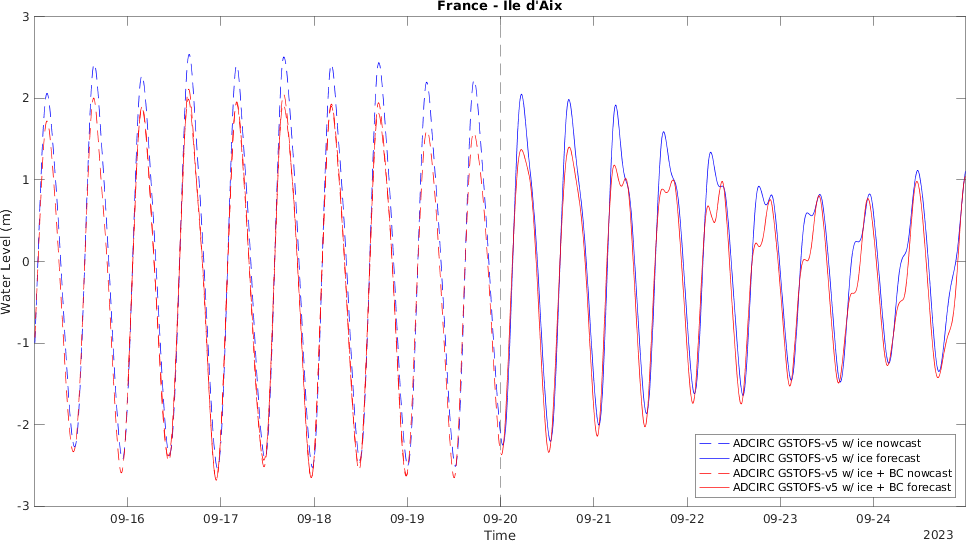 France - Ile d'Aix
3
2
1
0
-1
-2
-3
Water Level (m)
09-16 09-17 09-18 09-19 09-20 09-21 09-22 09-23 09-24
Time
2023
ADCIRC GSTOFS-v5 w/ ice nowcast
ADCIRC GSTOFS-v5 w/ ice forecast
ADCIRC GSTOFS-v5 w/ ice + BC nowcast
ADCIRC GSTOFS-v5 w/ ice + BC forecast